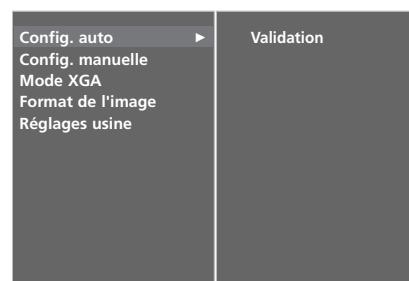 Config. auto ► Validation
Config. manuelle
Mode XGA
Format de l'image
Réglages usine